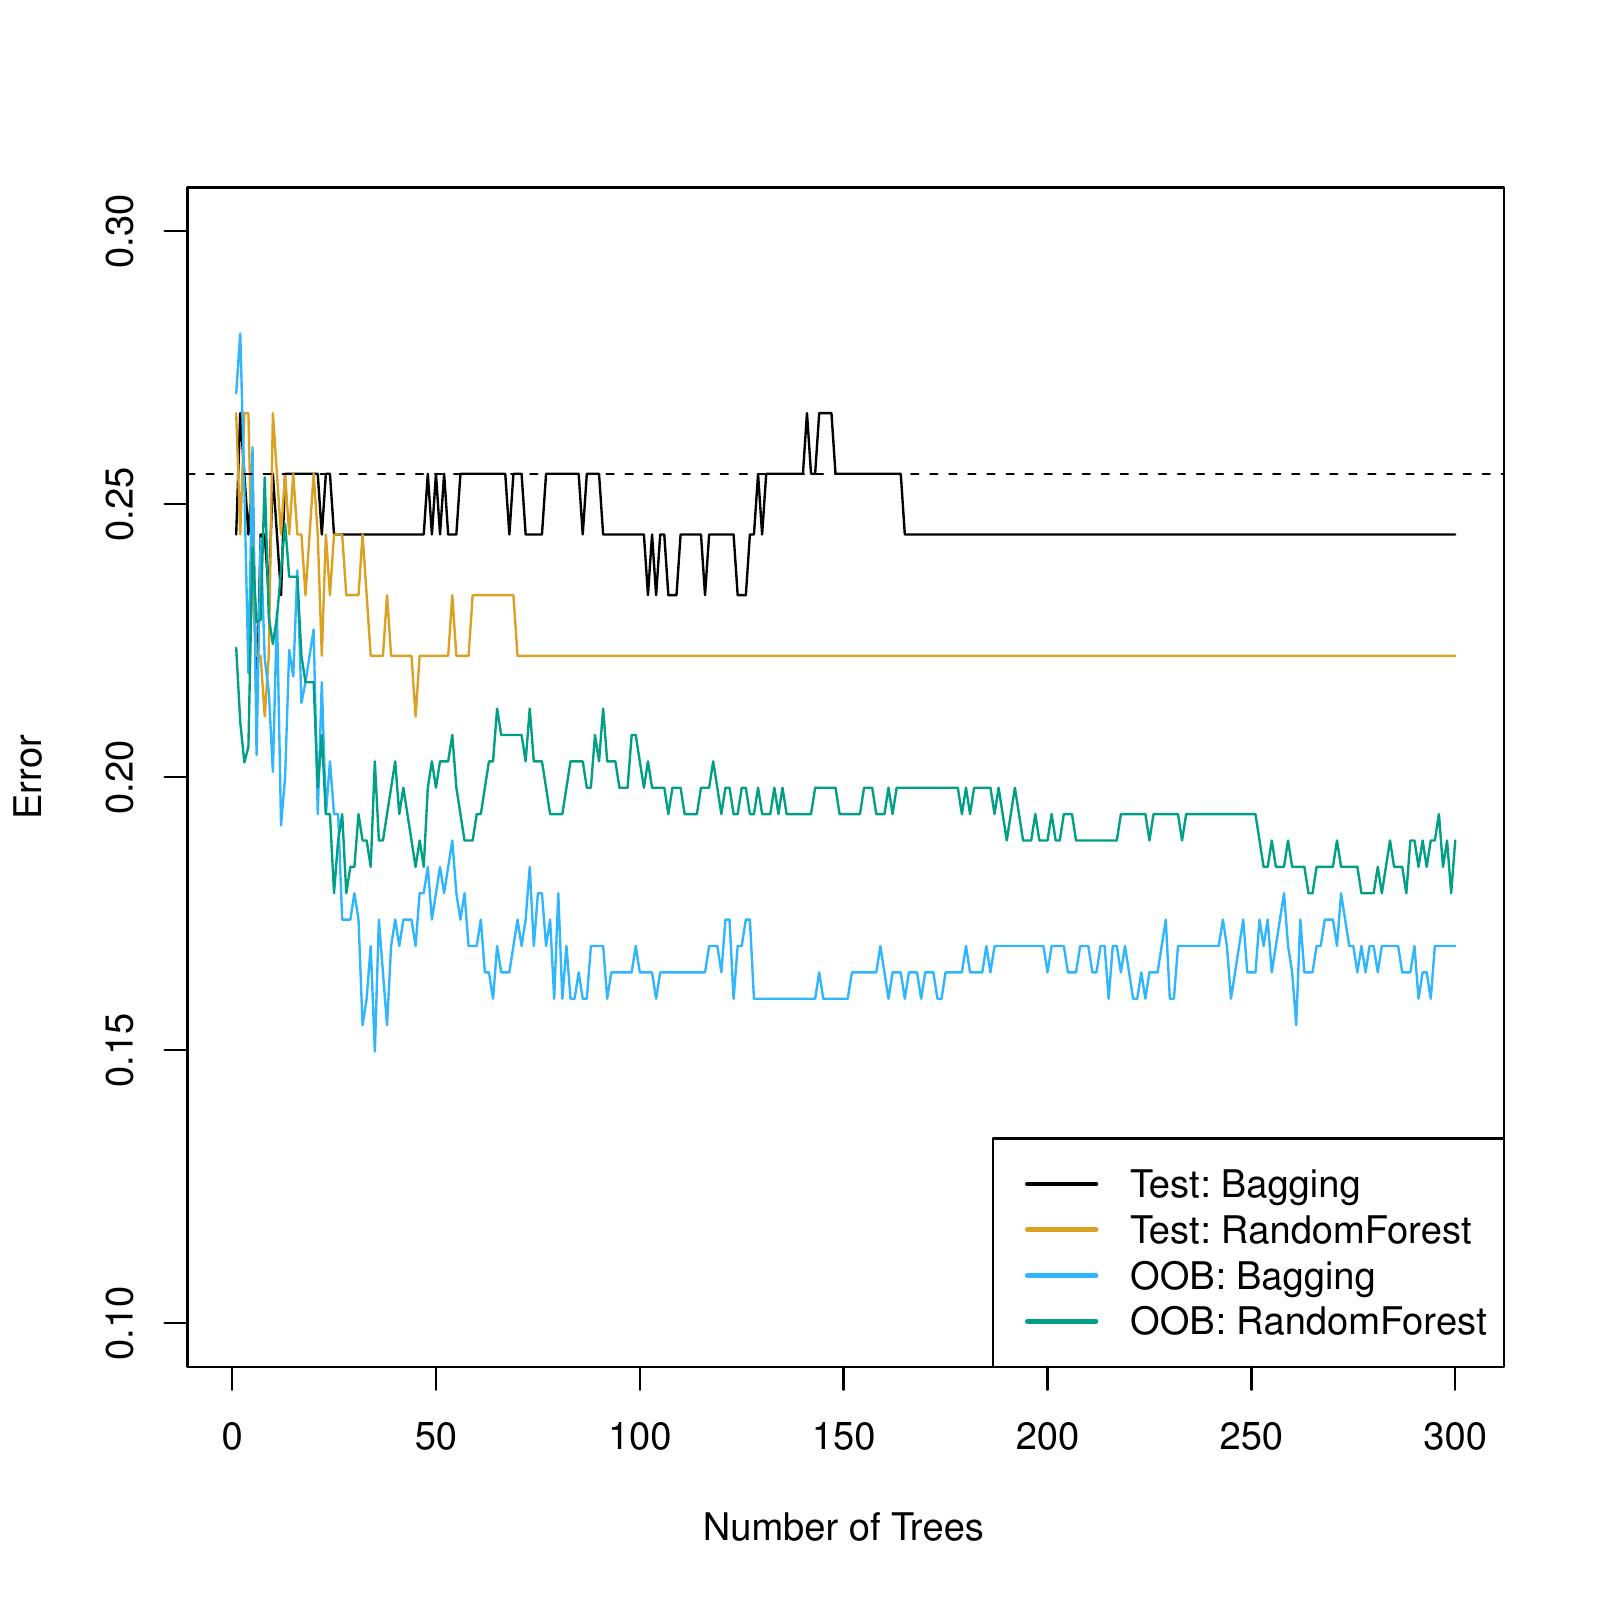 0.30
0.25
0.20
0.15
0.10
Error
0 50 100 150 200 250 300
Number of Trees
Test: Bagging
Test: RandomForest
OOB: Bagging
OOB: RandomForest